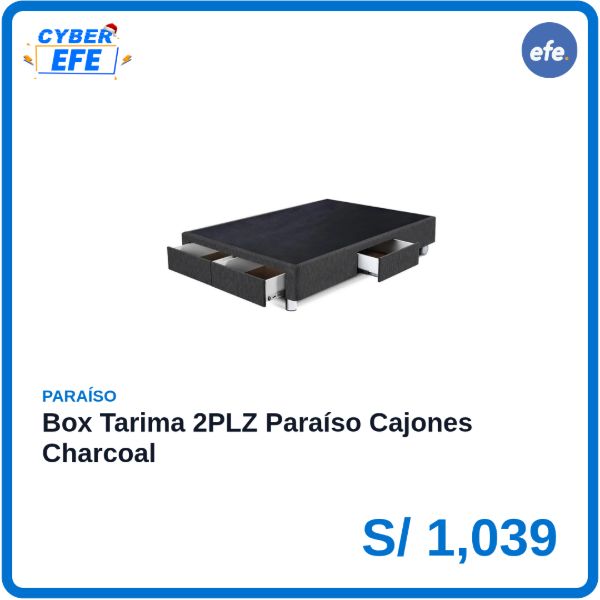 CYBER
EFE
efe.
PARAÍSO
Box Tarima 2PLZ Paraíso Cajones
Charcoal
S/ 1,039